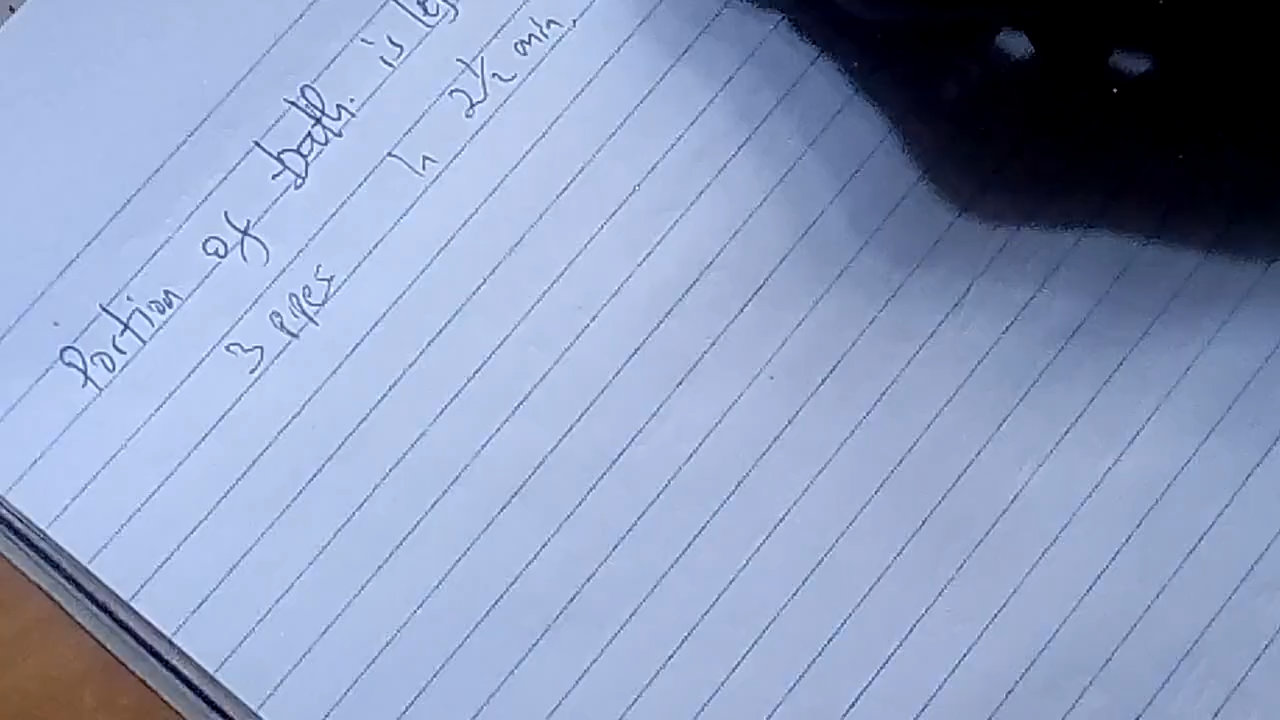 Portion of bath. is
3 pipes In 2½ min.